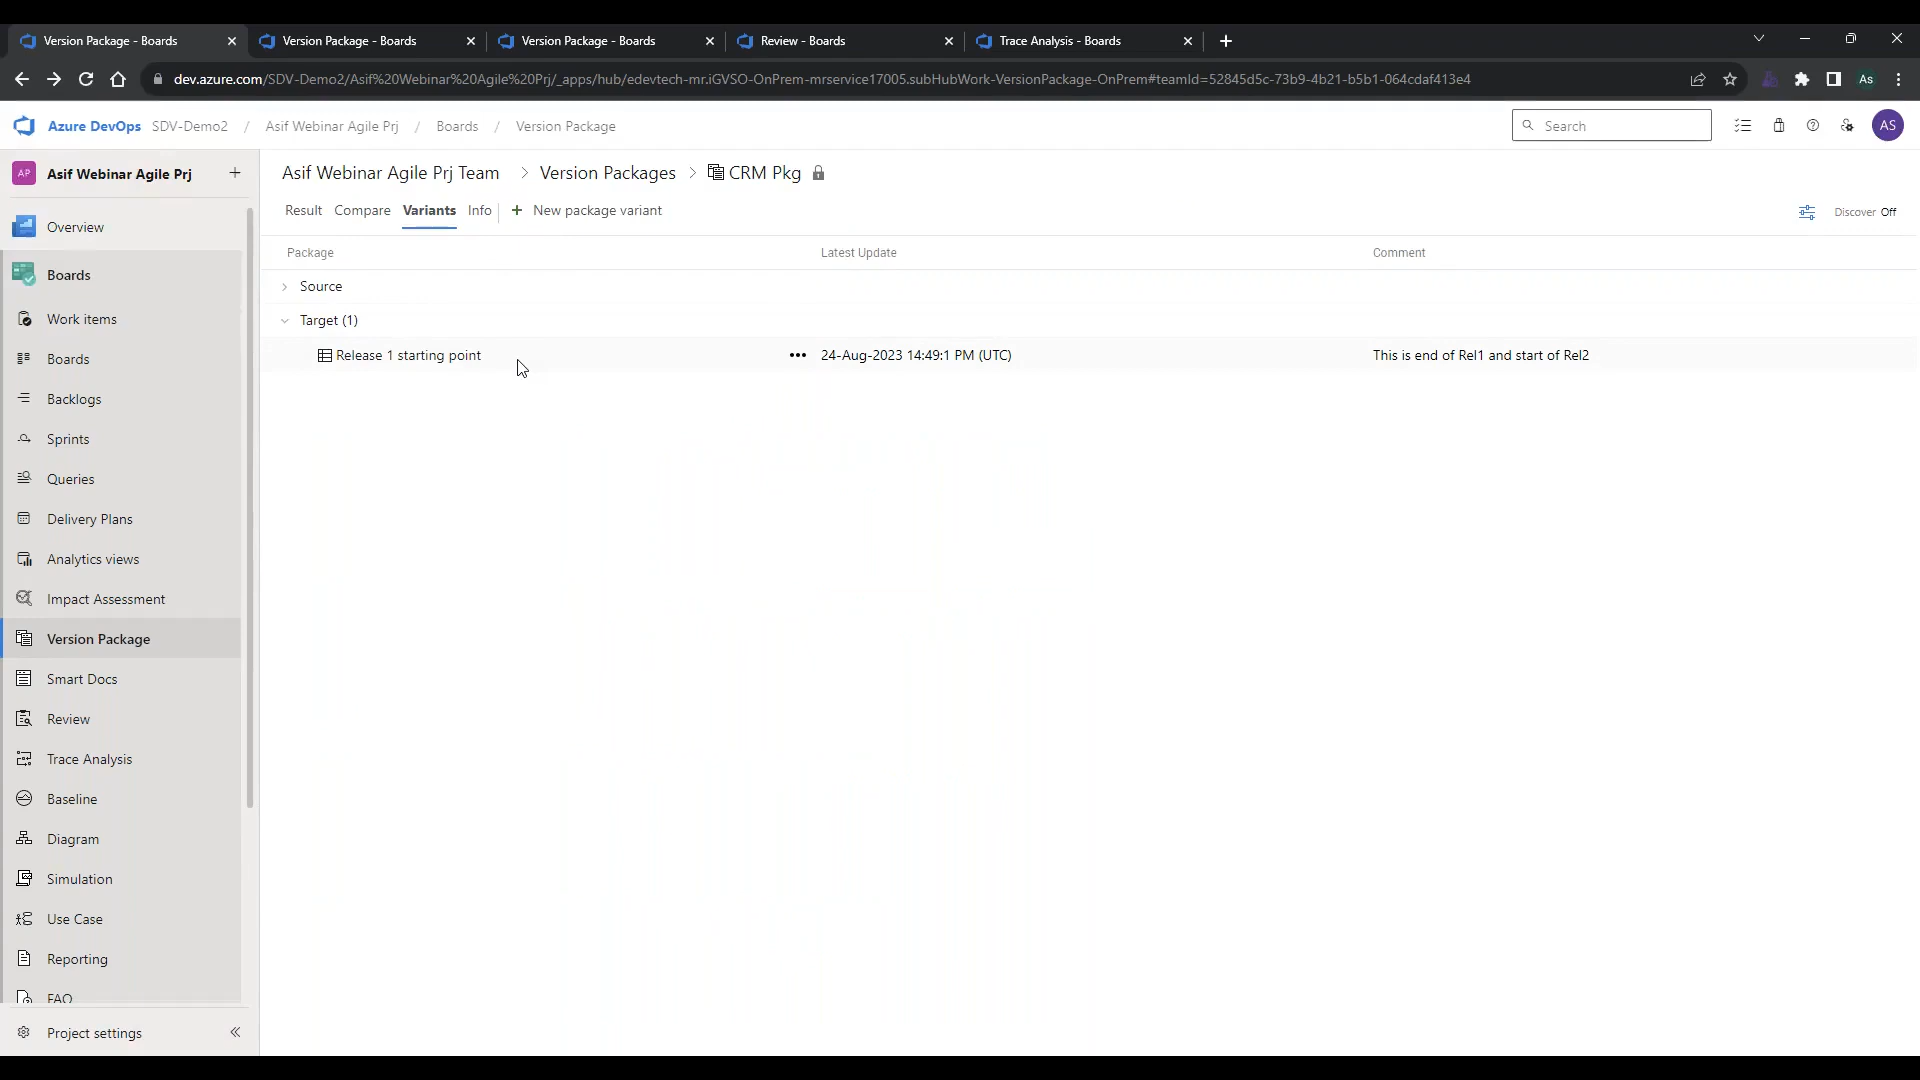 Version Package - Boards
Version Package - Boards
Version Package - Boards
Review - Boards
Trace Analysis - Boards
dev.azure.com/SDV-Demo2/Asif%20Webinar%20Agile%20Prj/_apps/hub/edevtech-mr.iGVSO-OnPrem-mrservice17005.subHubWork-VersionPackage-OnPrem#teamId=52845d5c-73b9-4b21-b5b1-064cdaf413e4
As
Azure DevOps SDV-Demo2 / Asif Webinar Agile Prj / Boards / Version Package
Search
AS
AP Asif Webinar Agile Prj
Asif Webinar Agile Prj Team > Version Packages > CRM Pkg
Result Compare Variants Info + New package variant
Discover Off
Package Latest Update Comment
Source
Target (1)
Release 1 starting point ••• 24-Aug-2023 14:49:1 PM (UTC) This is end of Rel1 and start of Rel2
Overview
Boards
Work items
Boards
Backlogs
Sprints
Queries
Delivery Plans
Analytics views
Impact Assessment
Version Package
Smart Docs
Review
Trace Analysis
Baseline
Diagram
Simulation
Use Case
Reporting
FAQ
Project settings